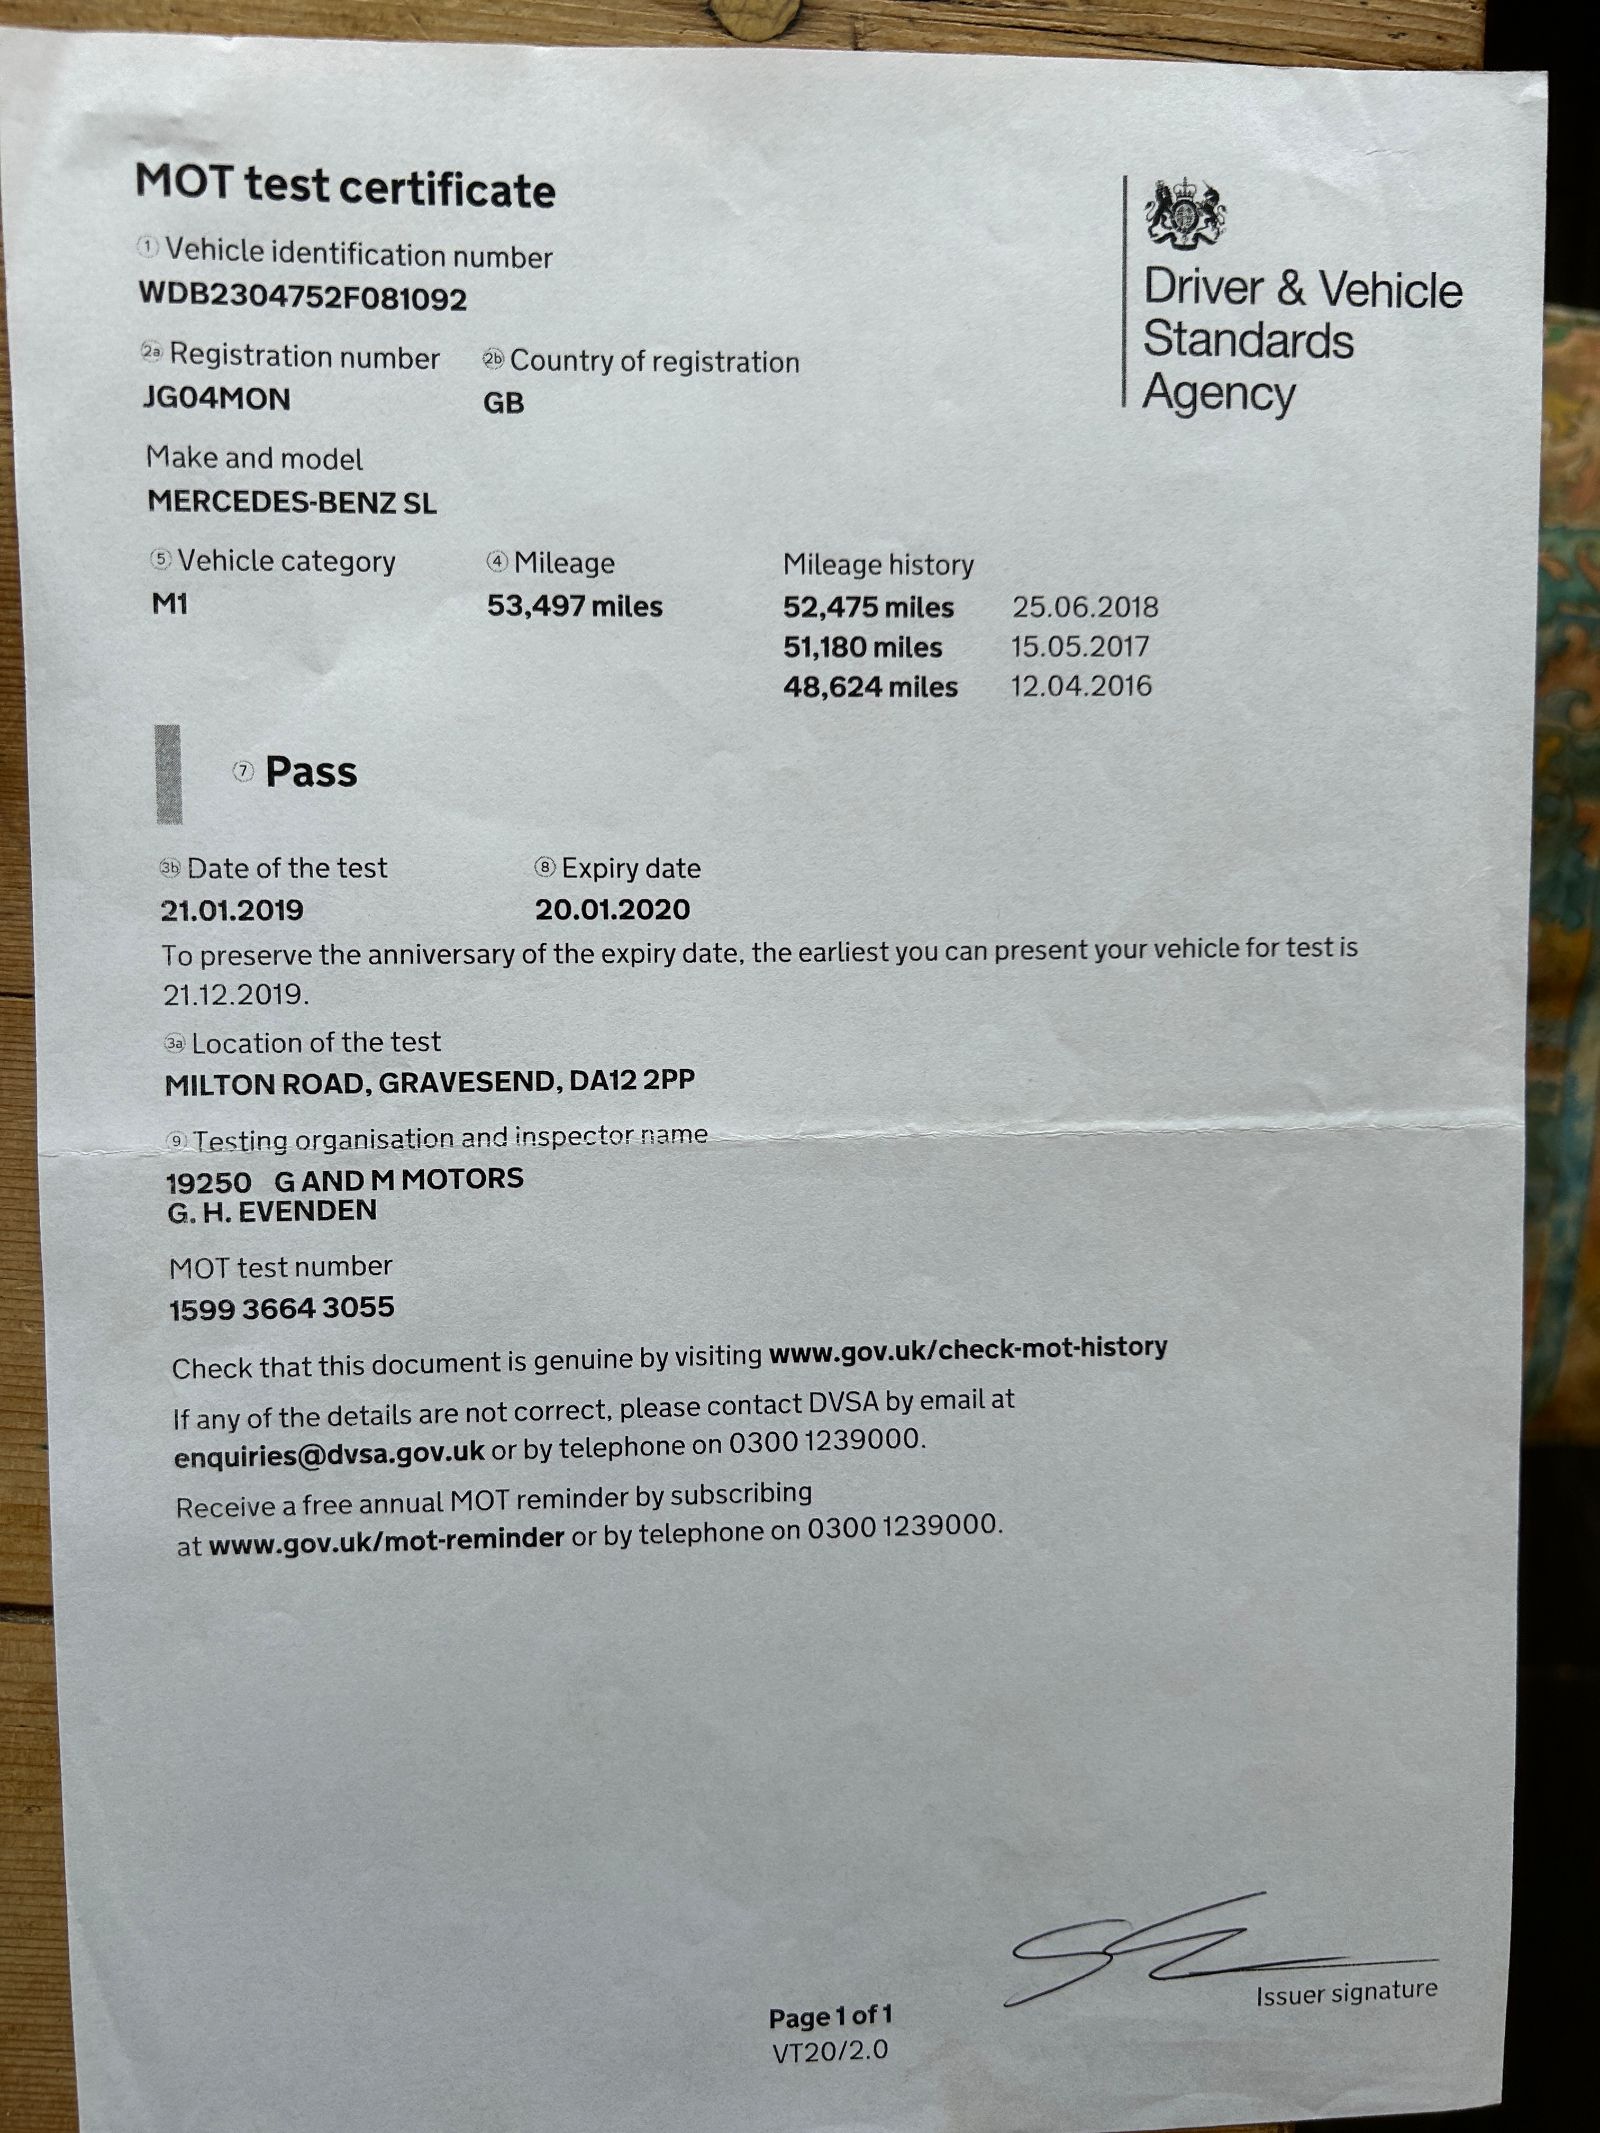 MOT test certificate
1 Vehicle identification number
WDB2304752F081092
2a Registration number 2b Country of registration
JG04MON GB
Make and model
MERCEDES-BENZ SL
5 Vehicle category 4 Mileage Mileage history
M1 53,497 miles 52,475 miles 25.06.2018
51,180 miles 15.05.2017
48,624 miles 12.04.2016
7 Pass
3b Date of the test 8 Expiry date
21.01.2019 20.01.2020
To preserve the anniversary of the expiry date, the earliest you can present your vehicle for test is
21.12.2019.
3a Location of the test
MILTON ROAD, GRAVESEND, DA12 2PP
9 Testing organisation and inspector name
19250 G AND M MOTORS
G. H. EVENDEN
MOT test number
1599 3664 3055
Check that this document is genuine by visiting www.gov.uk/check-mot-history
If any of the details are not correct, please contact DVSA by email at
enquiries@dvsa.gov.uk or by telephone on 0300 1239000.
Receive a free annual MOT reminder by subscribing
at www.gov.uk/mot-reminder or by telephone on 0300 1239000.
Driver & Vehicle
Standards
Agency
Issuer signature
Page 1 of 1
VT20/2.0